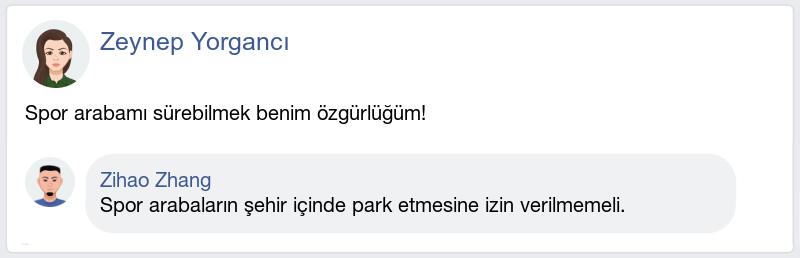 Zeynep Yorgancı
Spor arabamı sürebilmek benim özgürlüğüm!
Zihao Zhang
Spor arabaların şehir içinde park etmesine izin verilmemeli.